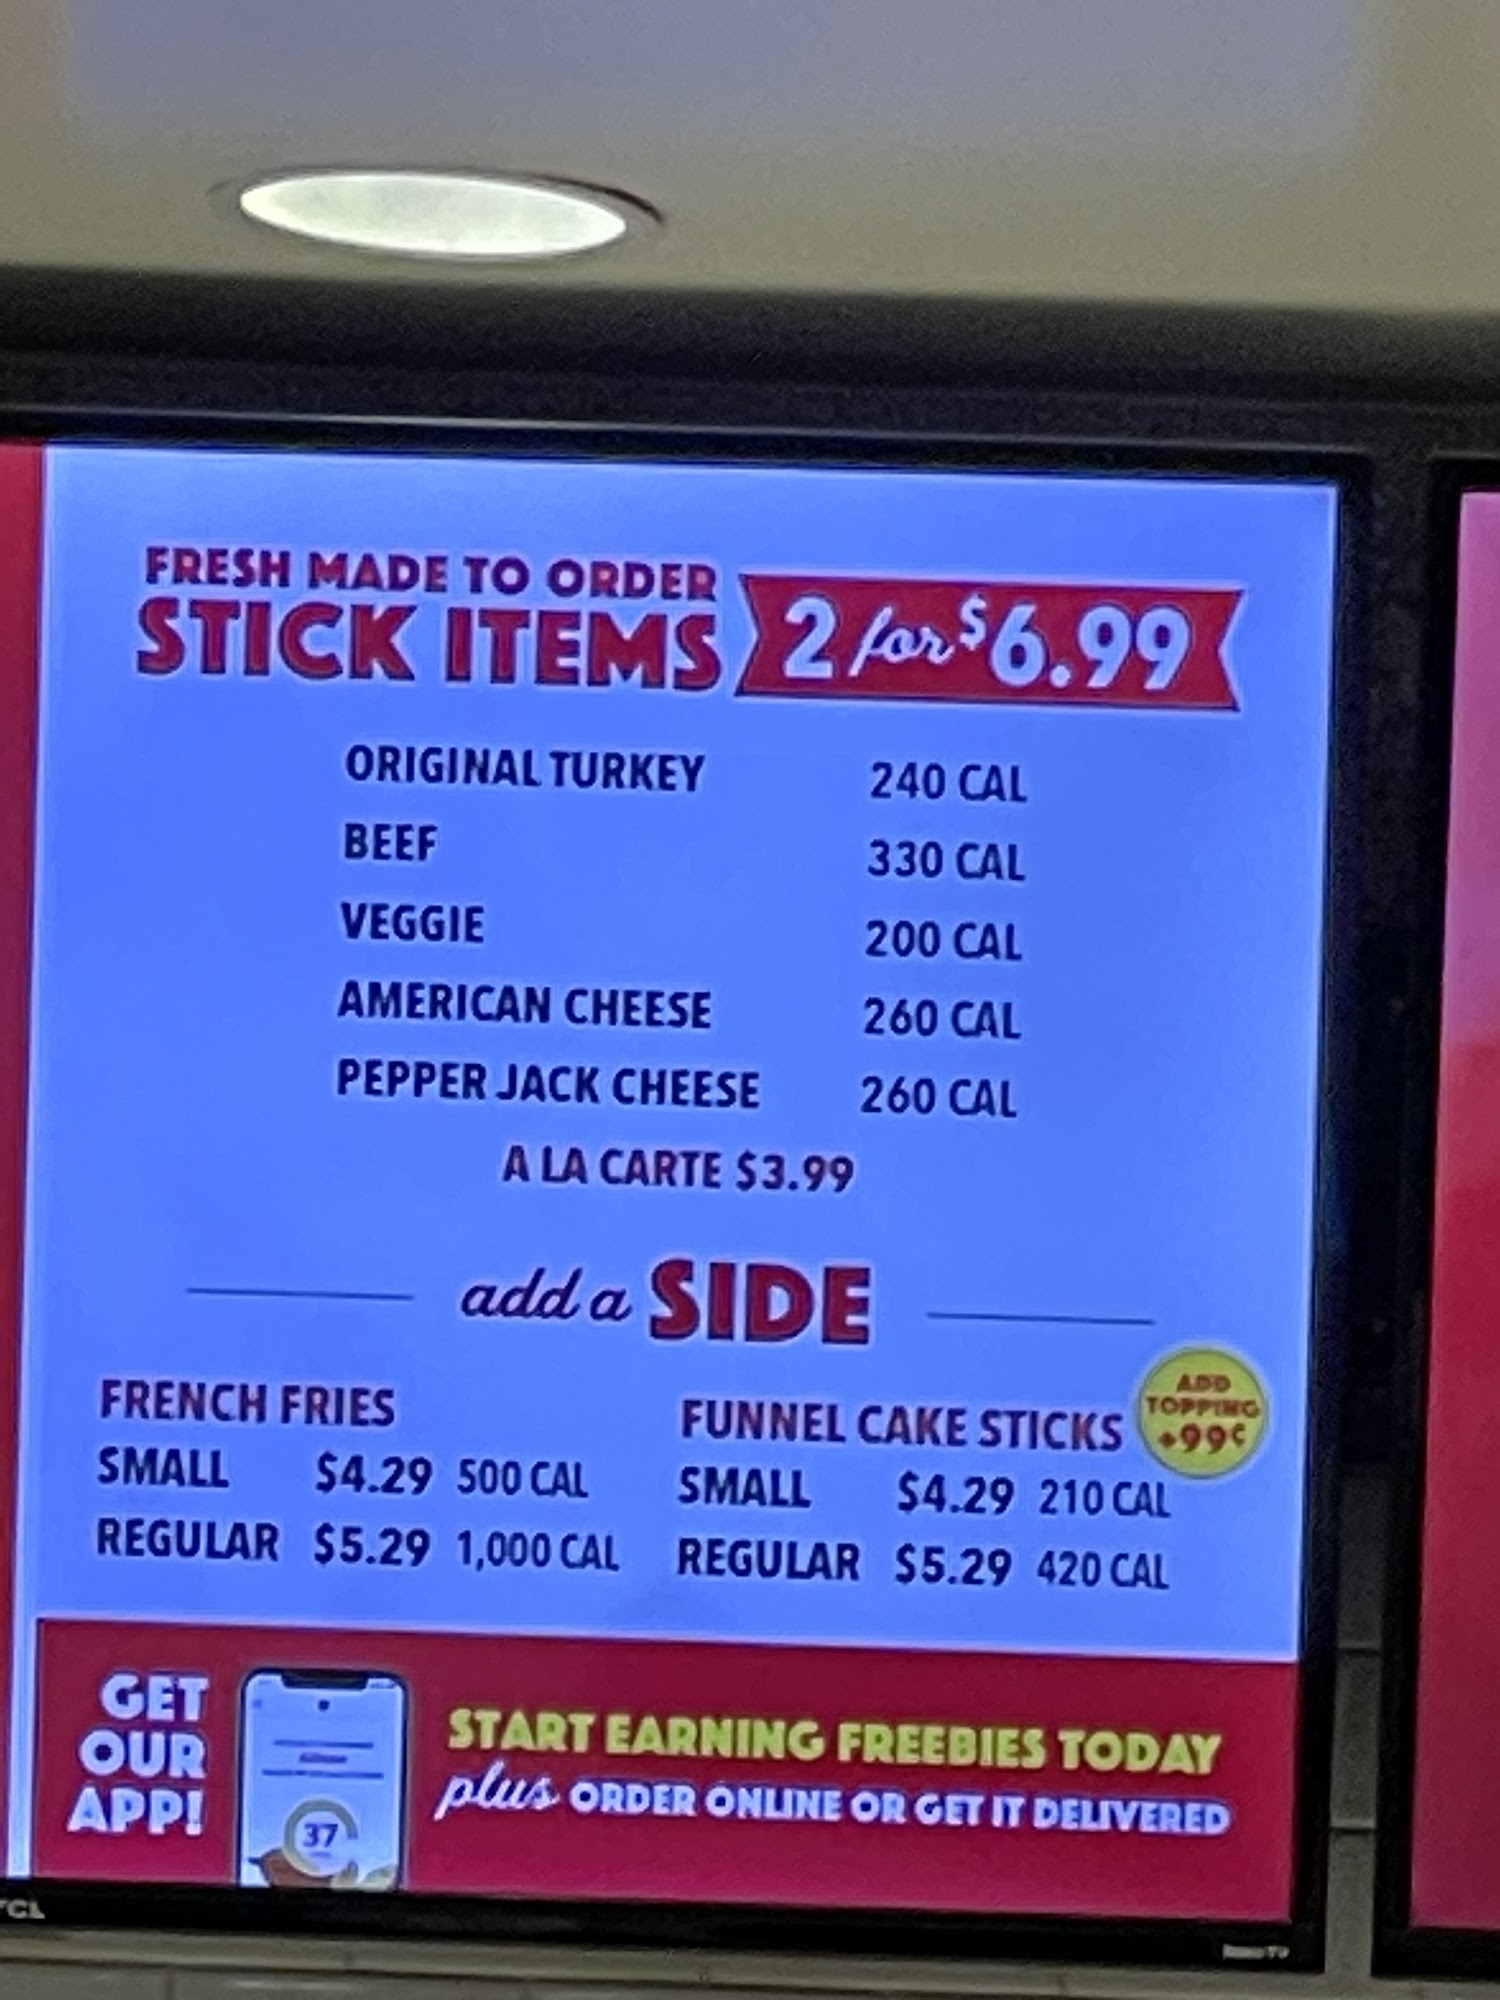 FRESH MADE TO ORDER
STICK ITEMS 2 for $6.99
ORIGINAL TURKEY 240 CAL
BEEF 330 CAL
VEGGIE 200 CAL
AMERICAN CHEESE 260 CAL
PEPPER JACK CHEESE 260 CAL
A LA CARTE $3.99
add a SIDE
FRENCH FRIES
SMALL $4.29 500 CAL
REGULAR $5.29 1,000 CAL
FUNNEL CAKE STICKS
ADD
TOPPING
+99¢
SMALL $4.29 210 CAL
REGULAR $5.29 420 CAL
GET
OUR
APP!
37
START EARNING FREEBIES TODAY
plus ORDER ONLINE OR GET IT DELIVERED
TCL